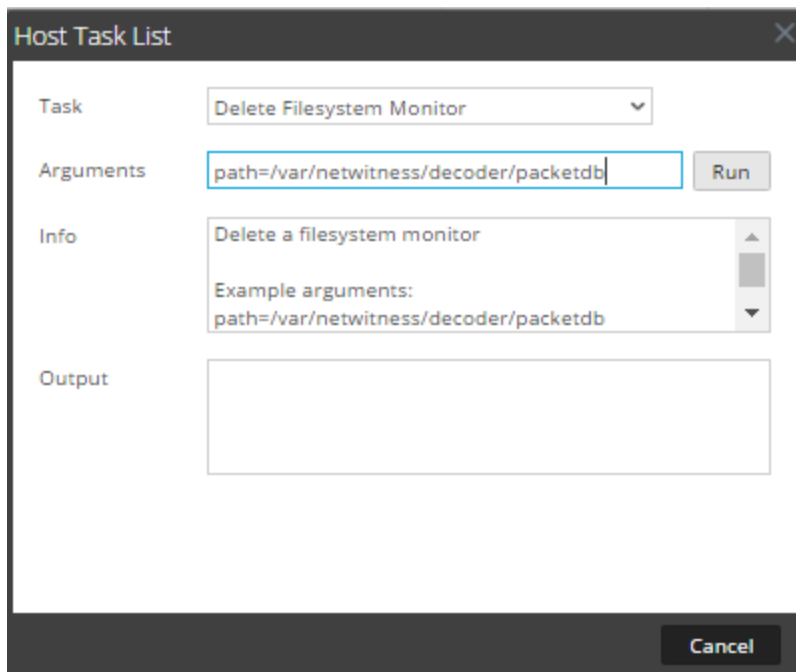 Host Task List
Task
Delete Filesystem Monitor
Arguments
path=/var/netwitness/decoder/packetdb
Run
Info
Delete a filesystem monitor
Example arguments:
path=/var/netwitness/decoder/packetdb
Output
Cancel